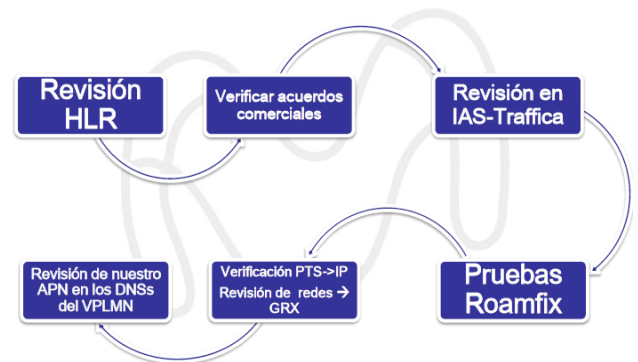 Revisión
HLR
Verificar acuerdos
comerciales
Revisión en
IAS-Traffica
Pruebas
Roamfix
Verificación PTS->IP
Revisión de redes →
GRX
Revisión de nuestro
APN en los DNSs
del VPLMN